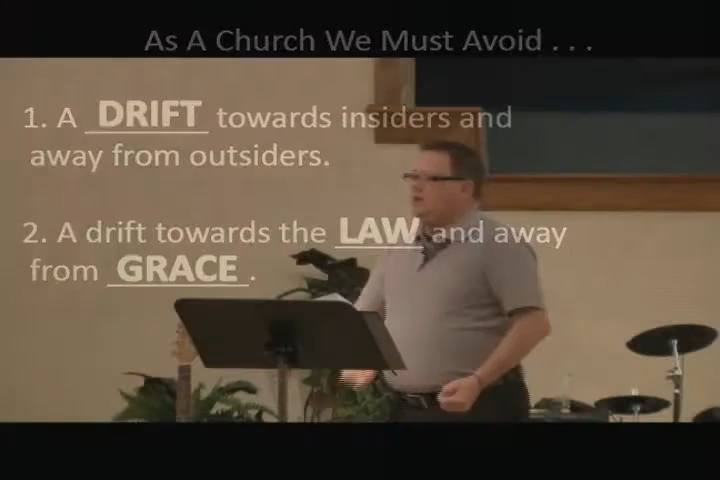 As A Church We Must Avoid . . .
1. A DRIFT towards insiders and
away from outsiders.
2. A drift towards the LAW and away
from GRACE.